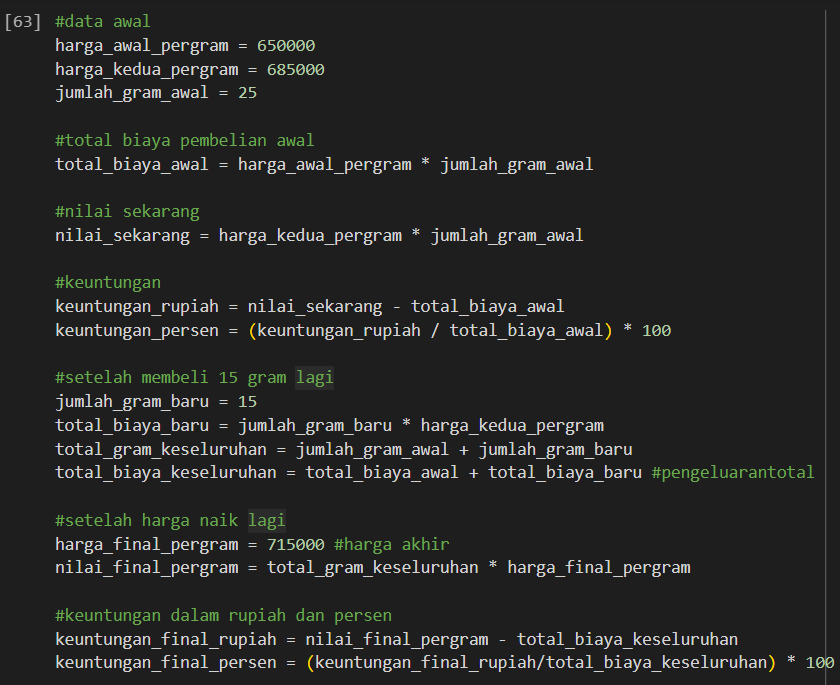 [63] #data awal
harga_awal_pergram = 650000
harga_kedua_pergram = 685000
jumlah_gram_awal = 25
#total biaya pembelian awal
total_biaya_awal = harga_awal_pergram * jumlah_gram_awal
#nilai sekarang
nilai_sekarang = harga_kedua_pergram * jumlah_gram_awal
#keuntungan
keuntungan_rupiah = nilai_sekarang - total_biaya_awal
keuntungan_persen = (keuntungan_rupiah / total_biaya_awal) * 100
#setelah membeli 15 gram lagi
jumlah_gram_baru = 15
total_biaya_baru = jumlah_gram_baru * harga_kedua_pergram
total_gram_keseluruhan = jumlah_gram_awal + jumlah_gram_baru
total_biaya_keseluruhan = total_biaya_awal + total_biaya_baru #pengeluarantotal
#setelah harga naik lagi
harga_final_pergram = 715000 #harga akhir
nilai_final_pergram = total_gram_keseluruhan * harga_final_pergram
#keuntungan dalam rupiah dan persen
keuntungan_final_rupiah = nilai_final_pergram - total_biaya_keseluruhan
keuntungan_final_persen = (keuntungan_final_rupiah/total_biaya_keseluruhan) * 100